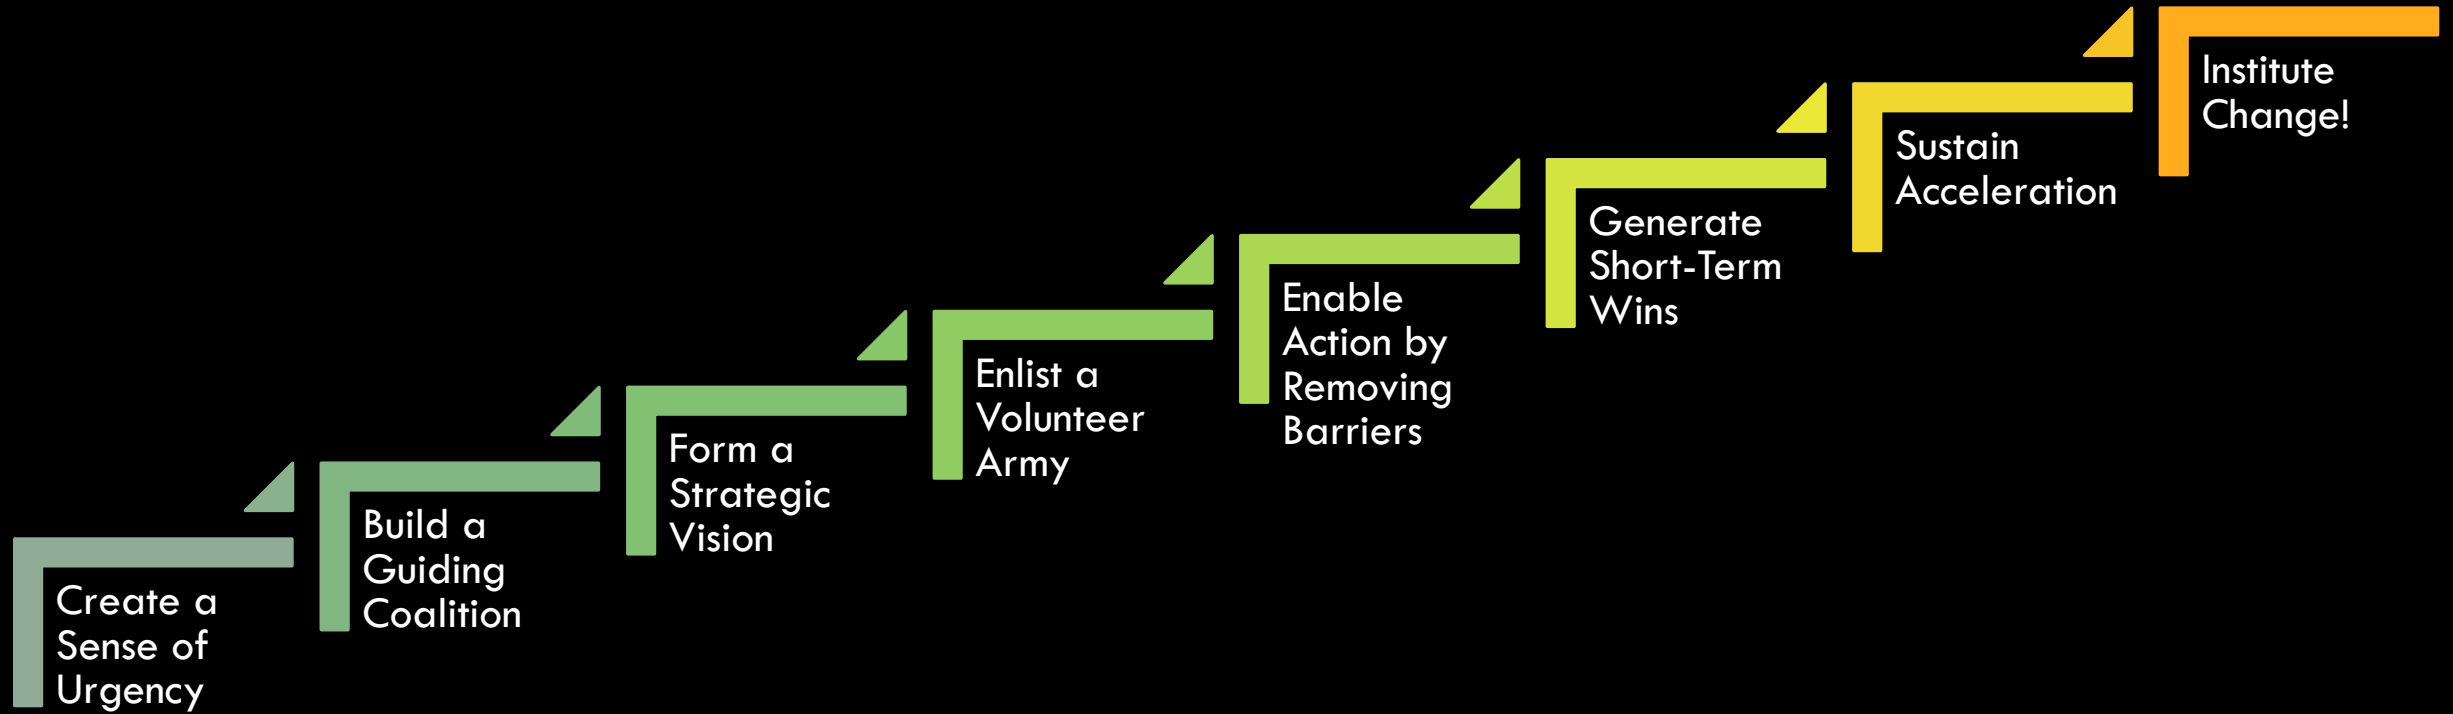 Create a
Sense of
Urgency
Build a
Guiding
Coalition
Form a
Strategic
Vision
Enlist a
Volunteer
Army
Enable
Action by
Removing
Barriers
Generate
Short-Term
Wins
Sustain
Acceleration
Institute
Change!